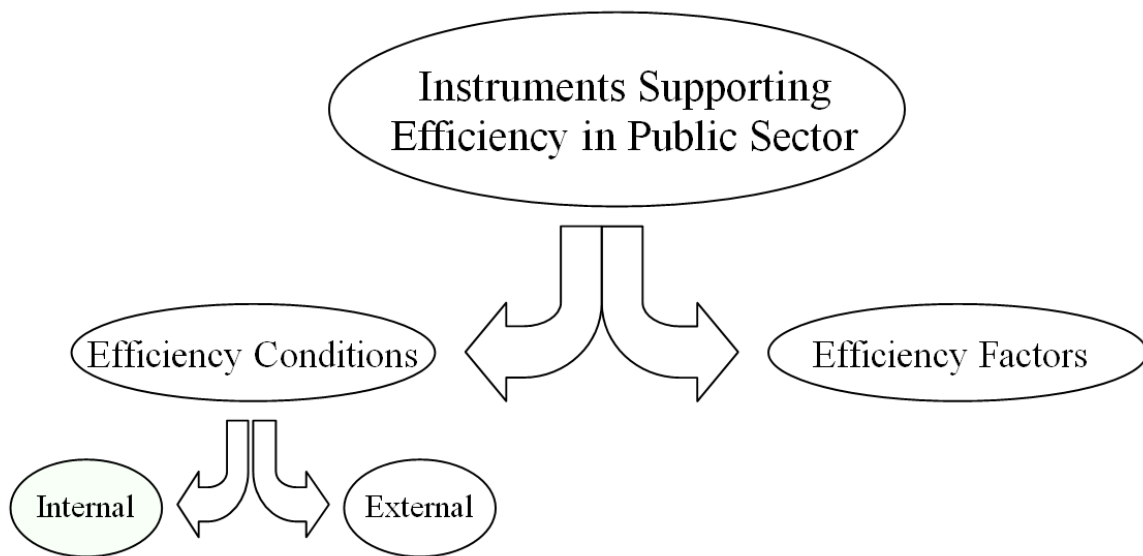 Instruments Supporting
Efficiency in Public Sector
Efficiency Conditions
Efficiency Factors
Internal
External